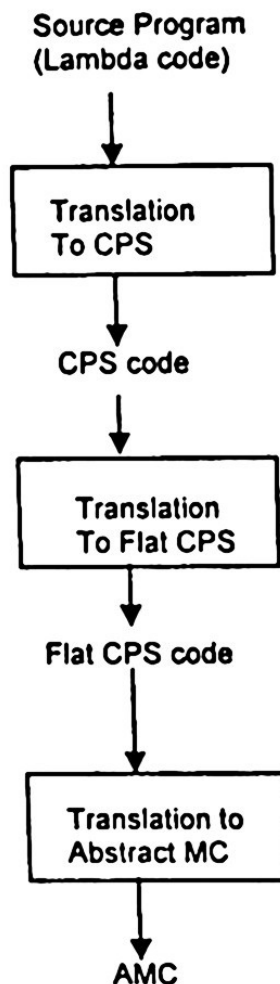 Source Program
(Lambda code)
Translation
To CPS
CPS code
Translation
To Flat CPS
Flat CPS code
Translation to
Abstract MC
AMC